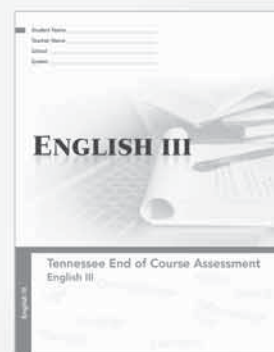 Student Name
Teacher Name
School
System
ENGLISH III
Tennessee End of Course Assessment
English III
English III